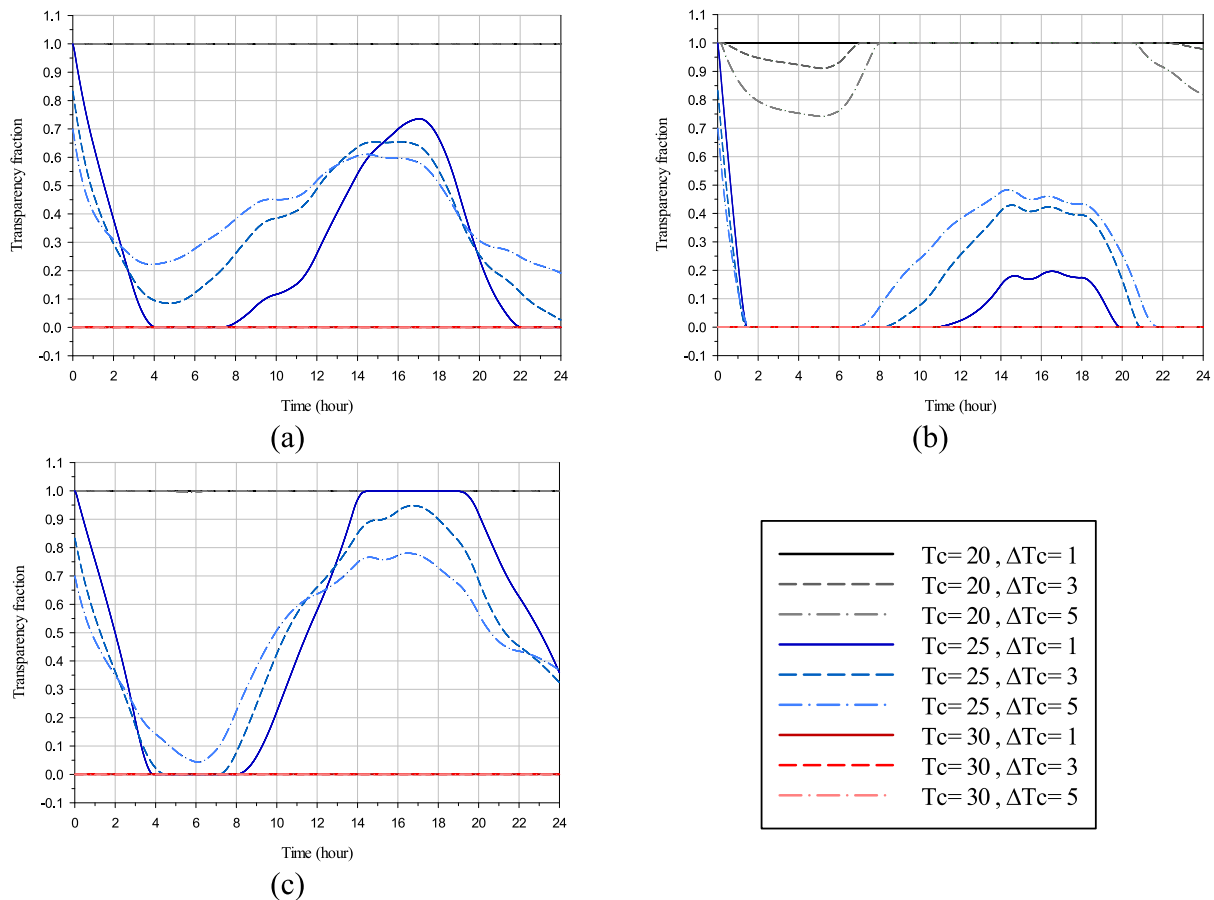 1.1
1.0
0.9
0.8
0.7
0.6
0.5
0.4
0.3
0.2
0.1
0.0
-0.1
Transparency fraction
0 2 4 6 8 10 12 14 16 18 20 22 24
Time (hour)
(a)
1.1
1.0
0.9
0.8
0.7
0.6
0.5
0.4
0.3
0.2
0.1
0.0
-0.1
Transparency fraction
0 2 4 6 8 10 12 14 16 18 20 22 24
Time (hour)
(b)
1.1
1.0
0.9
0.8
0.7
0.6
0.5
0.4
0.3
0.2
0.1
0.0
-0.1
Transparency fraction
0 2 4 6 8 10 12 14 16 18 20 22 24
Time (hour)
(c)
Tc= 20 , ΔTc= 1
Tc= 20 , ΔTc= 3
Tc= 20 , ΔTc= 5
Tc= 25 , ΔTc= 1
Tc= 25 , ΔTc= 3
Tc= 25 , ΔTc= 5
Tc= 30 , ΔTc= 1
Tc= 30 , ΔTc= 3
Tc= 30 , ΔTc= 5